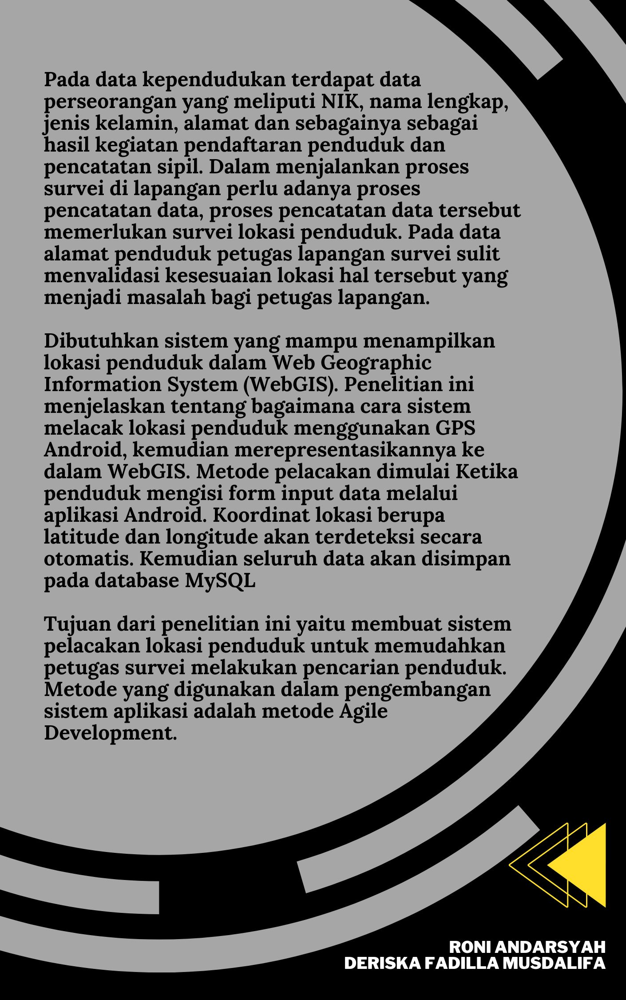 Pada data kependudukan terdapat data
perseorangan yang meliputi NIK, nama lengkap,
jenis kelamin, alamat dan sebagainya sebagai
hasil kegiatan pendaftaran penduduk dan
pencatatan sipil. Dalam menjalankan proses
survei di lapangan perlu adanya proses
pencatatan data, proses pencatatan data tersebut
memerlukan survei lokasi penduduk. Pada data
alamat penduduk petugas lapangan survei sulit
menvalidasi kesesuaian lokasi hal tersebut yang
menjadi masalah bagi petugas lapangan.
Dibutuhkan sistem yang mampu menampilkan
lokasi penduduk dalam Web Geographic
Information System (WebGIS). Penelitian ini
menjelaskan tentang bagaimana cara sistem
melacak lokasi penduduk menggunakan GPS
Android, kemudian merepresentasikannya ke
dalam WebGIS. Metode pelacakan dimulai Ketika
penduduk mengisi form input data melalui
aplikasi Android. Koordinat lokasi berupa
latitude dan longitude akan terdeteksi secara
otomatis. Kemudian seluruh data akan disimpan
pada database MySQL
Tujuan dari penelitian ini yaitu membuat sistem
pelacakan lokasi penduduk untuk memudahkan
petugas survei melakukan pencarian penduduk.
Metode yang digunakan dalam pengembangan
sistem aplikasi adalah metode Agile
Development.
RONI ANDARSYAH
DERISKA FADILLA MUSDALIFA